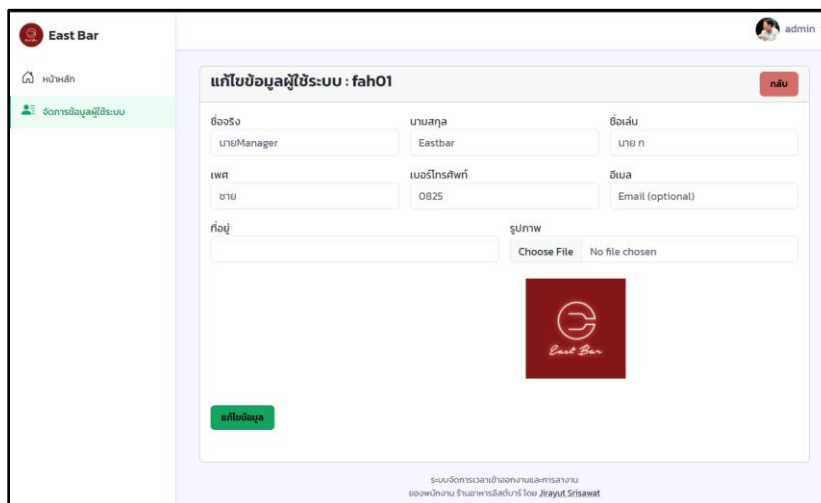 East Bar
admin
หน้าหลัก
จัดการข้อมูลผู้ใช้ระบบ
แก้ไขข้อมูลผู้ใช้ระบบ : fah01
กลับ
ชื่อจริง นามสกุล ชื่อเล่น
นายManager Eastbar นาย ก
เพศ เบอร์โทรศัพท์ อีเมล
ชาย 0825 Email (optional)
ที่อยู่ รูปภาพ
Choose File No file chosen
East Bar
แก้ไขข้อมูล
ระบบจัดการเวลาเข้าออกงานและการลางาน
ของพนักงาน ร้านอาหารอีสต์บาร์ โดย Jirayut Srisawat